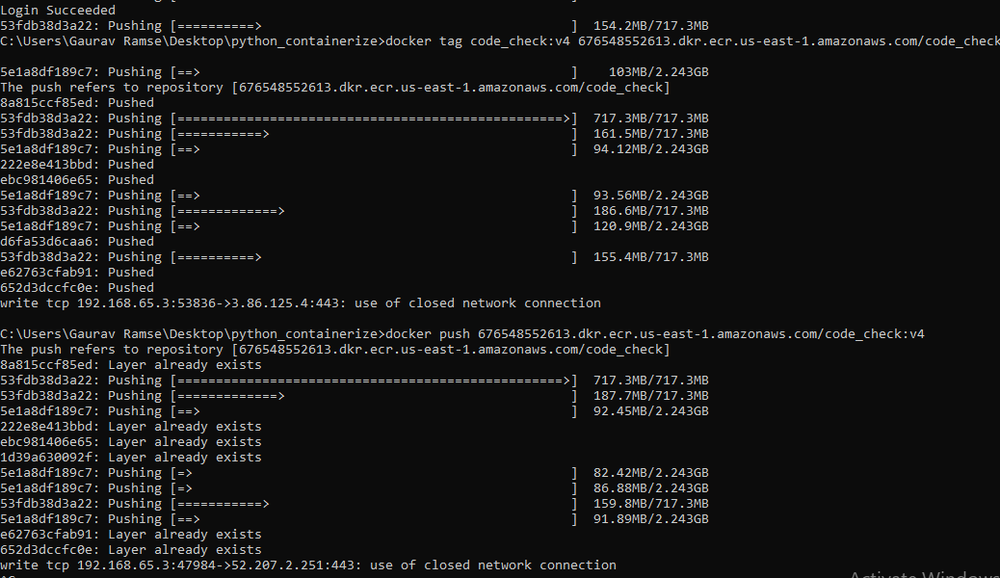 Login Succeeded
53fdb38d3a22: Pushing [==========>                                        ]  154.2MB/717.3MB
C:\Users\Gaurav Ramse\Desktop\python_containerize>docker tag code_check:v4 676548552613.dkr.ecr.us-east-1.amazonaws.com/code_check
5e1a8df189c7: Pushing [==>                                                ]    103MB/2.243GB
The push refers to repository [676548552613.dkr.ecr.us-east-1.amazonaws.com/code_check]
8a815ccf85ed: Pushed
53fdb38d3a22: Pushing [==================================================>]  717.3MB/717.3MB
53fdb38d3a22: Pushing [===========>                                       ]  161.5MB/717.3MB
5e1a8df189c7: Pushing [==>                                                ]  94.12MB/2.243GB
222e8e413bbd: Pushed
ebc981406e65: Pushed
5e1a8df189c7: Pushing [==>                                                ]  93.56MB/2.243GB
53fdb38d3a22: Pushing [=============>                                     ]  186.6MB/717.3MB
5e1a8df189c7: Pushing [==>                                                ]  120.9MB/2.243GB
d6fa53d6caa6: Pushed
53fdb38d3a22: Pushing [==========>                                        ]  155.4MB/717.3MB
e62763cfab91: Pushed
652d3dccfc0e: Pushed
write tcp 192.168.65.3:53836->3.86.125.4:443: use of closed network connection
C:\Users\Gaurav Ramse\Desktop\python_containerize>docker push 676548552613.dkr.ecr.us-east-1.amazonaws.com/code_check:v4
The push refers to repository [676548552613.dkr.ecr.us-east-1.amazonaws.com/code_check]
8a815ccf85ed: Layer already exists
53fdb38d3a22: Pushing [==================================================>]  717.3MB/717.3MB
53fdb38d3a22: Pushing [=============>                                     ]  187.7MB/717.3MB
5e1a8df189c7: Pushing [==>                                                ]  92.45MB/2.243GB
222e8e413bbd: Layer already exists
ebc981406e65: Layer already exists
1d39a630092f: Layer already exists
5e1a8df189c7: Pushing [=>                                                 ]  82.42MB/2.243GB
5e1a8df189c7: Pushing [=>                                                 ]  86.88MB/2.243GB
53fdb38d3a22: Pushing [===========>                                       ]  159.8MB/717.3MB
5e1a8df189c7: Pushing [==>                                                ]  91.89MB/2.243GB
e62763cfab91: Layer already exists
652d3dccfc0e: Layer already exists
write tcp 192.168.65.3:47984->52.207.2.251:443: use of closed network connection
Activate Windows